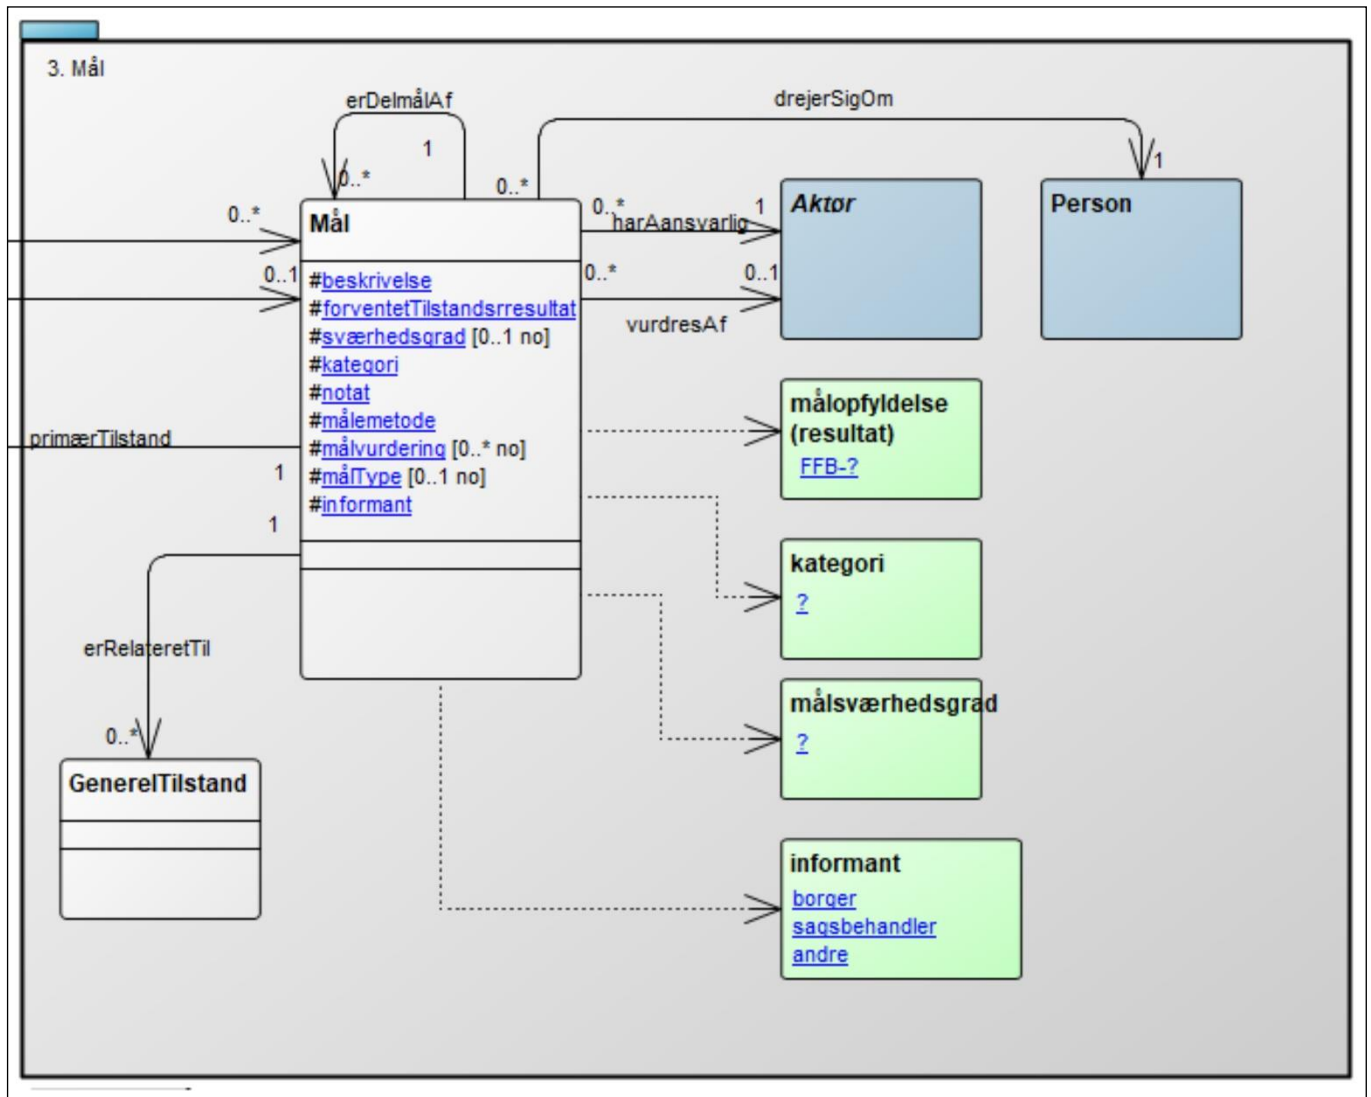 3. Mål
erDelmålAf
drejerSigOm
1
0..*
0..*
1
0..*
Mål
0..*
harAansvarlig
1
Aktør
Person
0..1
#beskrivelse
#forventetTilstandsrresultat
#sværhedsgrad [0..1 no]
#kategori
#notat
#målemetode
#målvurdering [0..* no]
#målType [0..1 no]
#informant
0..*
0..1
vurdresAf
primærTilstand
1
1
målopfyldelse
(resultat)
FFB-?
kategori
?
erRelateretTil
målsværhedsgrad
?
0..*
GenerelTilstand
informant
borger
sagsbehandler
andre